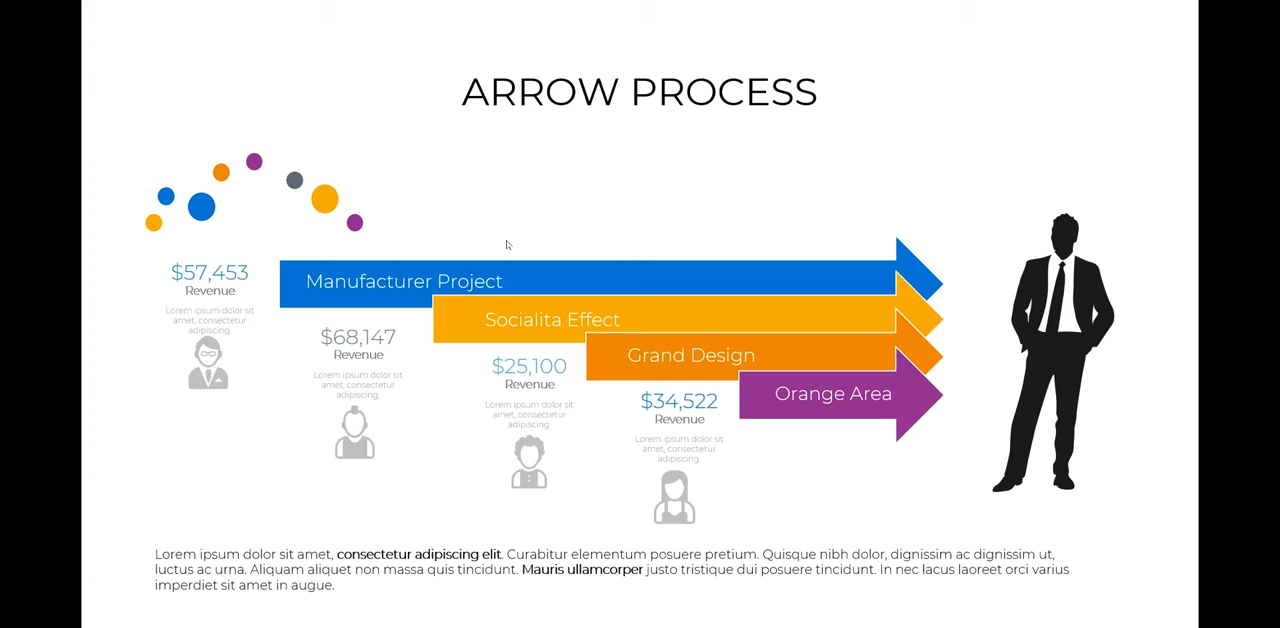 ARROW PROCESS
$57,453
Revenue
Lorem ipsum dolor sit
amet, consectetur
adipiscing.
Manufacturer Project
$68,147
Revenue
Lorem ipsum dolor sit
amet, consectetur
adipiscing.
Socialita Effect
$25,100
Revenue
Lorem ipsum dolor sit
amet, consectetur
adipiscing.
Grand Design
$34,522
Revenue
Lorem ipsum dolor sit
amet, consectetur
adipiscing.
Orange Area
Lorem ipsum dolor sit amet, consectetur adipiscing elit. Curabitur elementum posuere pretium. Quisque nibh dolor, dignissim ac dignissim ut,
luctus ac urna. Aliquam aliquet non massa quis tincidunt. Mauris ullamcorper justo tristique dui posuere tincidunt. In nec lacus laoreet orci varius
imperdiet sit amet in augue.